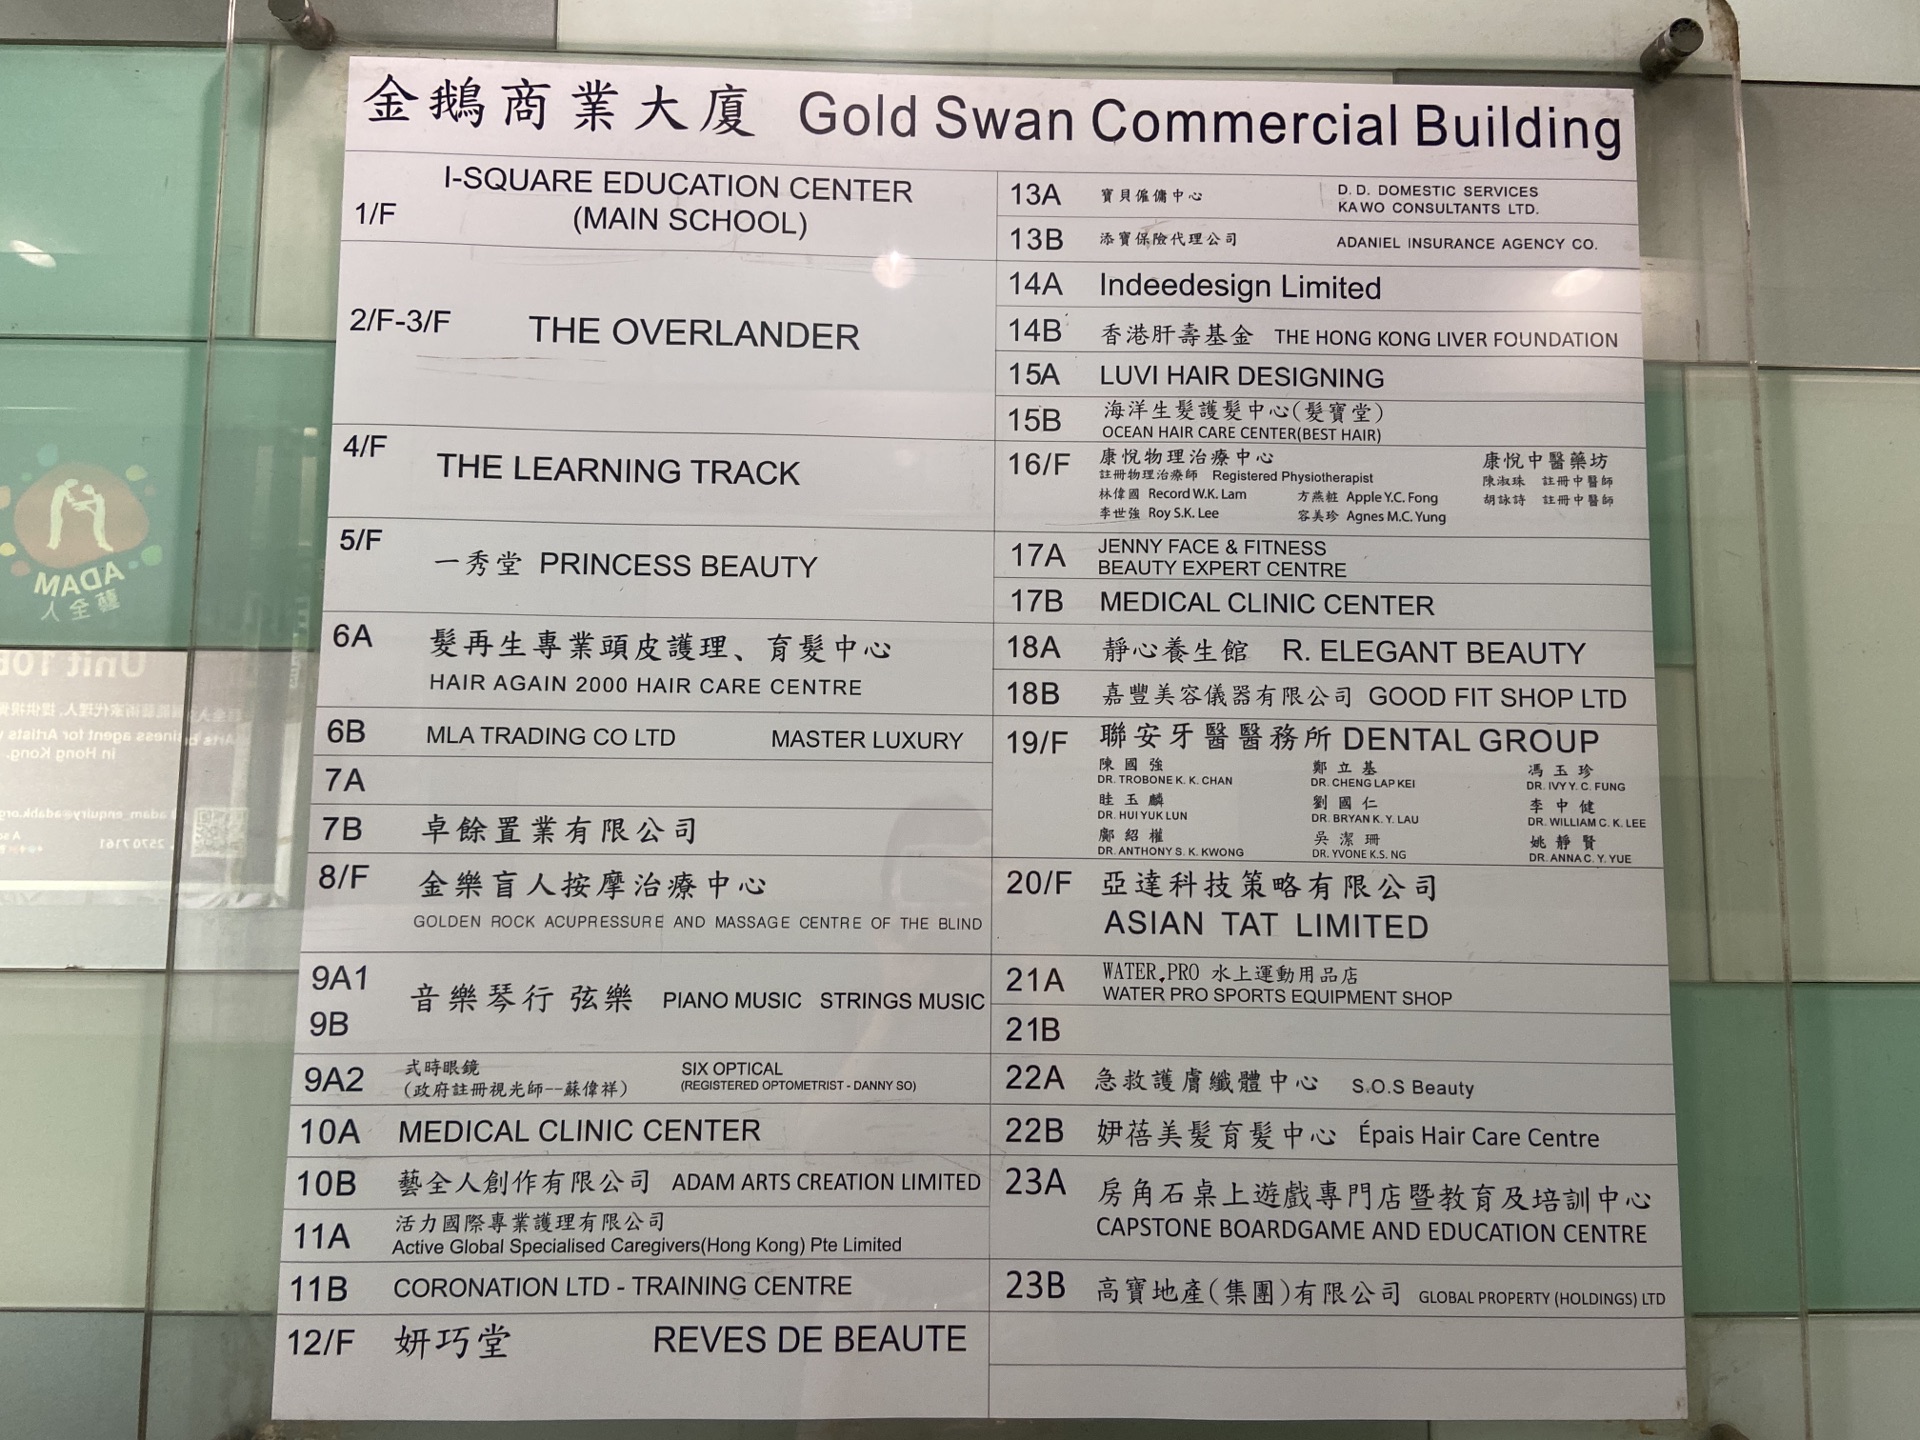 金鵝商業大廈 Gold Swan Commercial Building
1/F I-SQUARE EDUCATION CENTER
(MAIN SCHOOL)
2/F-3/F THE OVERLANDER
4/F THE LEARNING TRACK
5/F 一秀堂 PRINCESS BEAUTY
6A 髮再生專業頭皮護理、育髮中心
HAIR AGAIN 2000 HAIR CARE CENTRE
6B MLA TRADING CO LTD MASTER LUXURY
7A
7B 卓餘置業有限公司
8/F 金樂盲人按摩治療中心
GOLDEN ROCK ACUPRESSURE AND MASSAGE CENTRE OF THE BLIND
9A1
9B 音樂琴行 弦樂 PIANO MUSIC STRINGS MUSIC
9A2 式時眼鏡 SIX OPTICAL
(政府註冊視光師--蘇偉祥) (REGISTERED OPTOMETRIST - DANNY SO)
10A MEDICAL CLINIC CENTER
10B 藝全人創作有限公司 ADAM ARTS CREATION LIMITED
11A 活力國際專業護理有限公司
Active Global Specialised Caregivers(Hong Kong) Pte Limited
11B CORONATION LTD - TRAINING CENTRE
12/F 妍巧堂 REVES DE BEAUTE
13A 寶貝僱傭中心 D. D. DOMESTIC SERVICES
KA WO CONSULTANTS LTD.
13B 添寶保險代理公司 ADANIEL INSURANCE AGENCY CO.
14A Indeedesign Limited
14B 香港肝壽基金 THE HONG KONG LIVER FOUNDATION
15A LUVI HAIR DESIGNING
15B 海洋生髮護髮中心(髮寶堂)
OCEAN HAIR CARE CENTER(BEST HAIR)
16/F 康悅物理治療中心 康悅中醫藥坊
註冊物理治療師 Registered Physiotherapist 陳淑珠 註冊中醫師
林偉國 Record W.K. Lam 方燕粧 Apple Y.C. Fong 胡詠詩 註冊中醫師
李世強 Roy S.K. Lee 容美珍 Agnes M.C. Yung
17A JENNY FACE & FITNESS
BEAUTY EXPERT CENTRE
17B MEDICAL CLINIC CENTER
18A 靜心養生館 R. ELEGANT BEAUTY
18B 嘉豐美容儀器有限公司 GOOD FIT SHOP LTD
19/F 聯安牙醫醫務所 DENTAL GROUP
陳國強 鄭立基 馮玉珍
DR. TROBONE K. K. CHAN DR. CHENG LAP KEI DR. IVY Y. C. FUNG
眭玉麟 劉國仁 李中健
DR. HUI YUK LUN DR. BRYAN K. Y. LAU DR. WILLIAM C. K. LEE
鄺紹權 吳潔珊 姚靜賢
DR. ANTHONY S. K. KWONG DR. YVONE K.S. NG DR. ANNA C. Y. YUE
20/F 亞達科技策略有限公司
ASIAN TAT LIMITED
21A WATER.PRO 水上運動用品店
WATER PRO SPORTS EQUIPMENT SHOP
21B
22A 急救護膚纖體中心 S.O.S Beauty
22B 妍蓓美髮育髮中心 Épais Hair Care Centre
23A 房角石桌上遊戲專門店暨教育及培訓中心
CAPSTONE BOARDGAME AND EDUCATION CENTRE
23B 高寶地產(集團)有限公司 GLOBAL PROPERTY (HOLDINGS) LTD
ADAM
藝全人
Unit 10B
in Hong Kong.
2570 7161